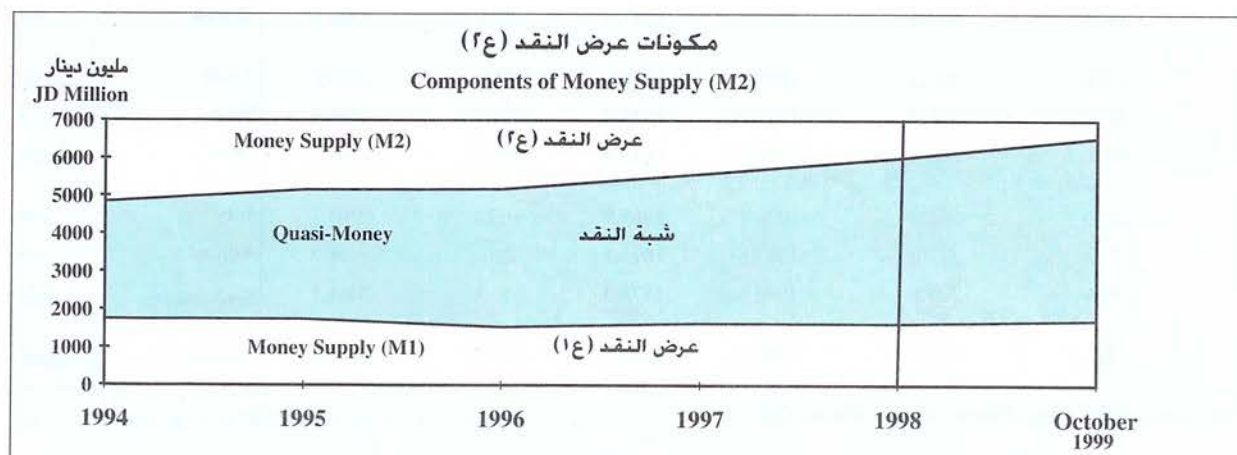 مكونات عرض النقد (ع٢)
Components of Money Supply (M2)
مليون دينار
JD Million
7000
6000
5000
4000
3000
2000
1000
0
Money Supply (M2) عرض النقد (ع٢)
Quasi-Money شبة النقد
Money Supply (M1) عرض النقد (ع١)
1994 1995 1996 1997 1998 October
1999